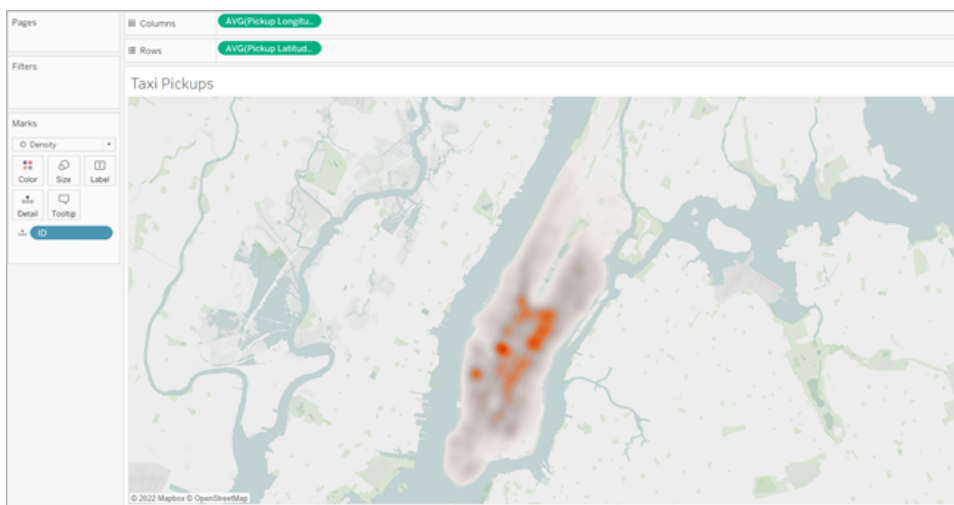 Pages
Columns
AVG(Pickup Longitu..
Rows
AVG(Pickup Latitud..
Filters
Taxi Pickups
Marks
Density
Color
Size
Label
Detail
Tooltip
ID
© 2022 Mapbox © OpenStreetMap